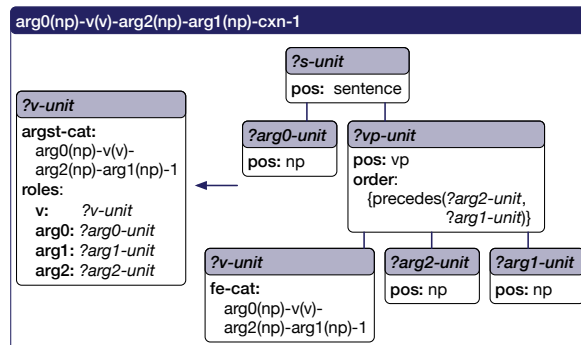 arg0(np)-v(v)-arg2(np)-arg1(np)-cxn-1
?s-unit
pos: sentence
?v-unit
argst-cat:
arg0(np)-v(v)-
arg2(np)-arg1(np)-1
roles:
v: ?v-unit
arg0: ?arg0-unit
arg1: ?arg1-unit
arg2: ?arg2-unit
?arg0-unit
pos: np
?vp-unit
pos: vp
order:
{precedes(?arg2-unit,
?arg1-unit)}
?v-unit
fe-cat:
arg0(np)-v(v)-
arg2(np)-arg1(np)-1
?arg2-unit
pos: np
?arg1-unit
pos: np